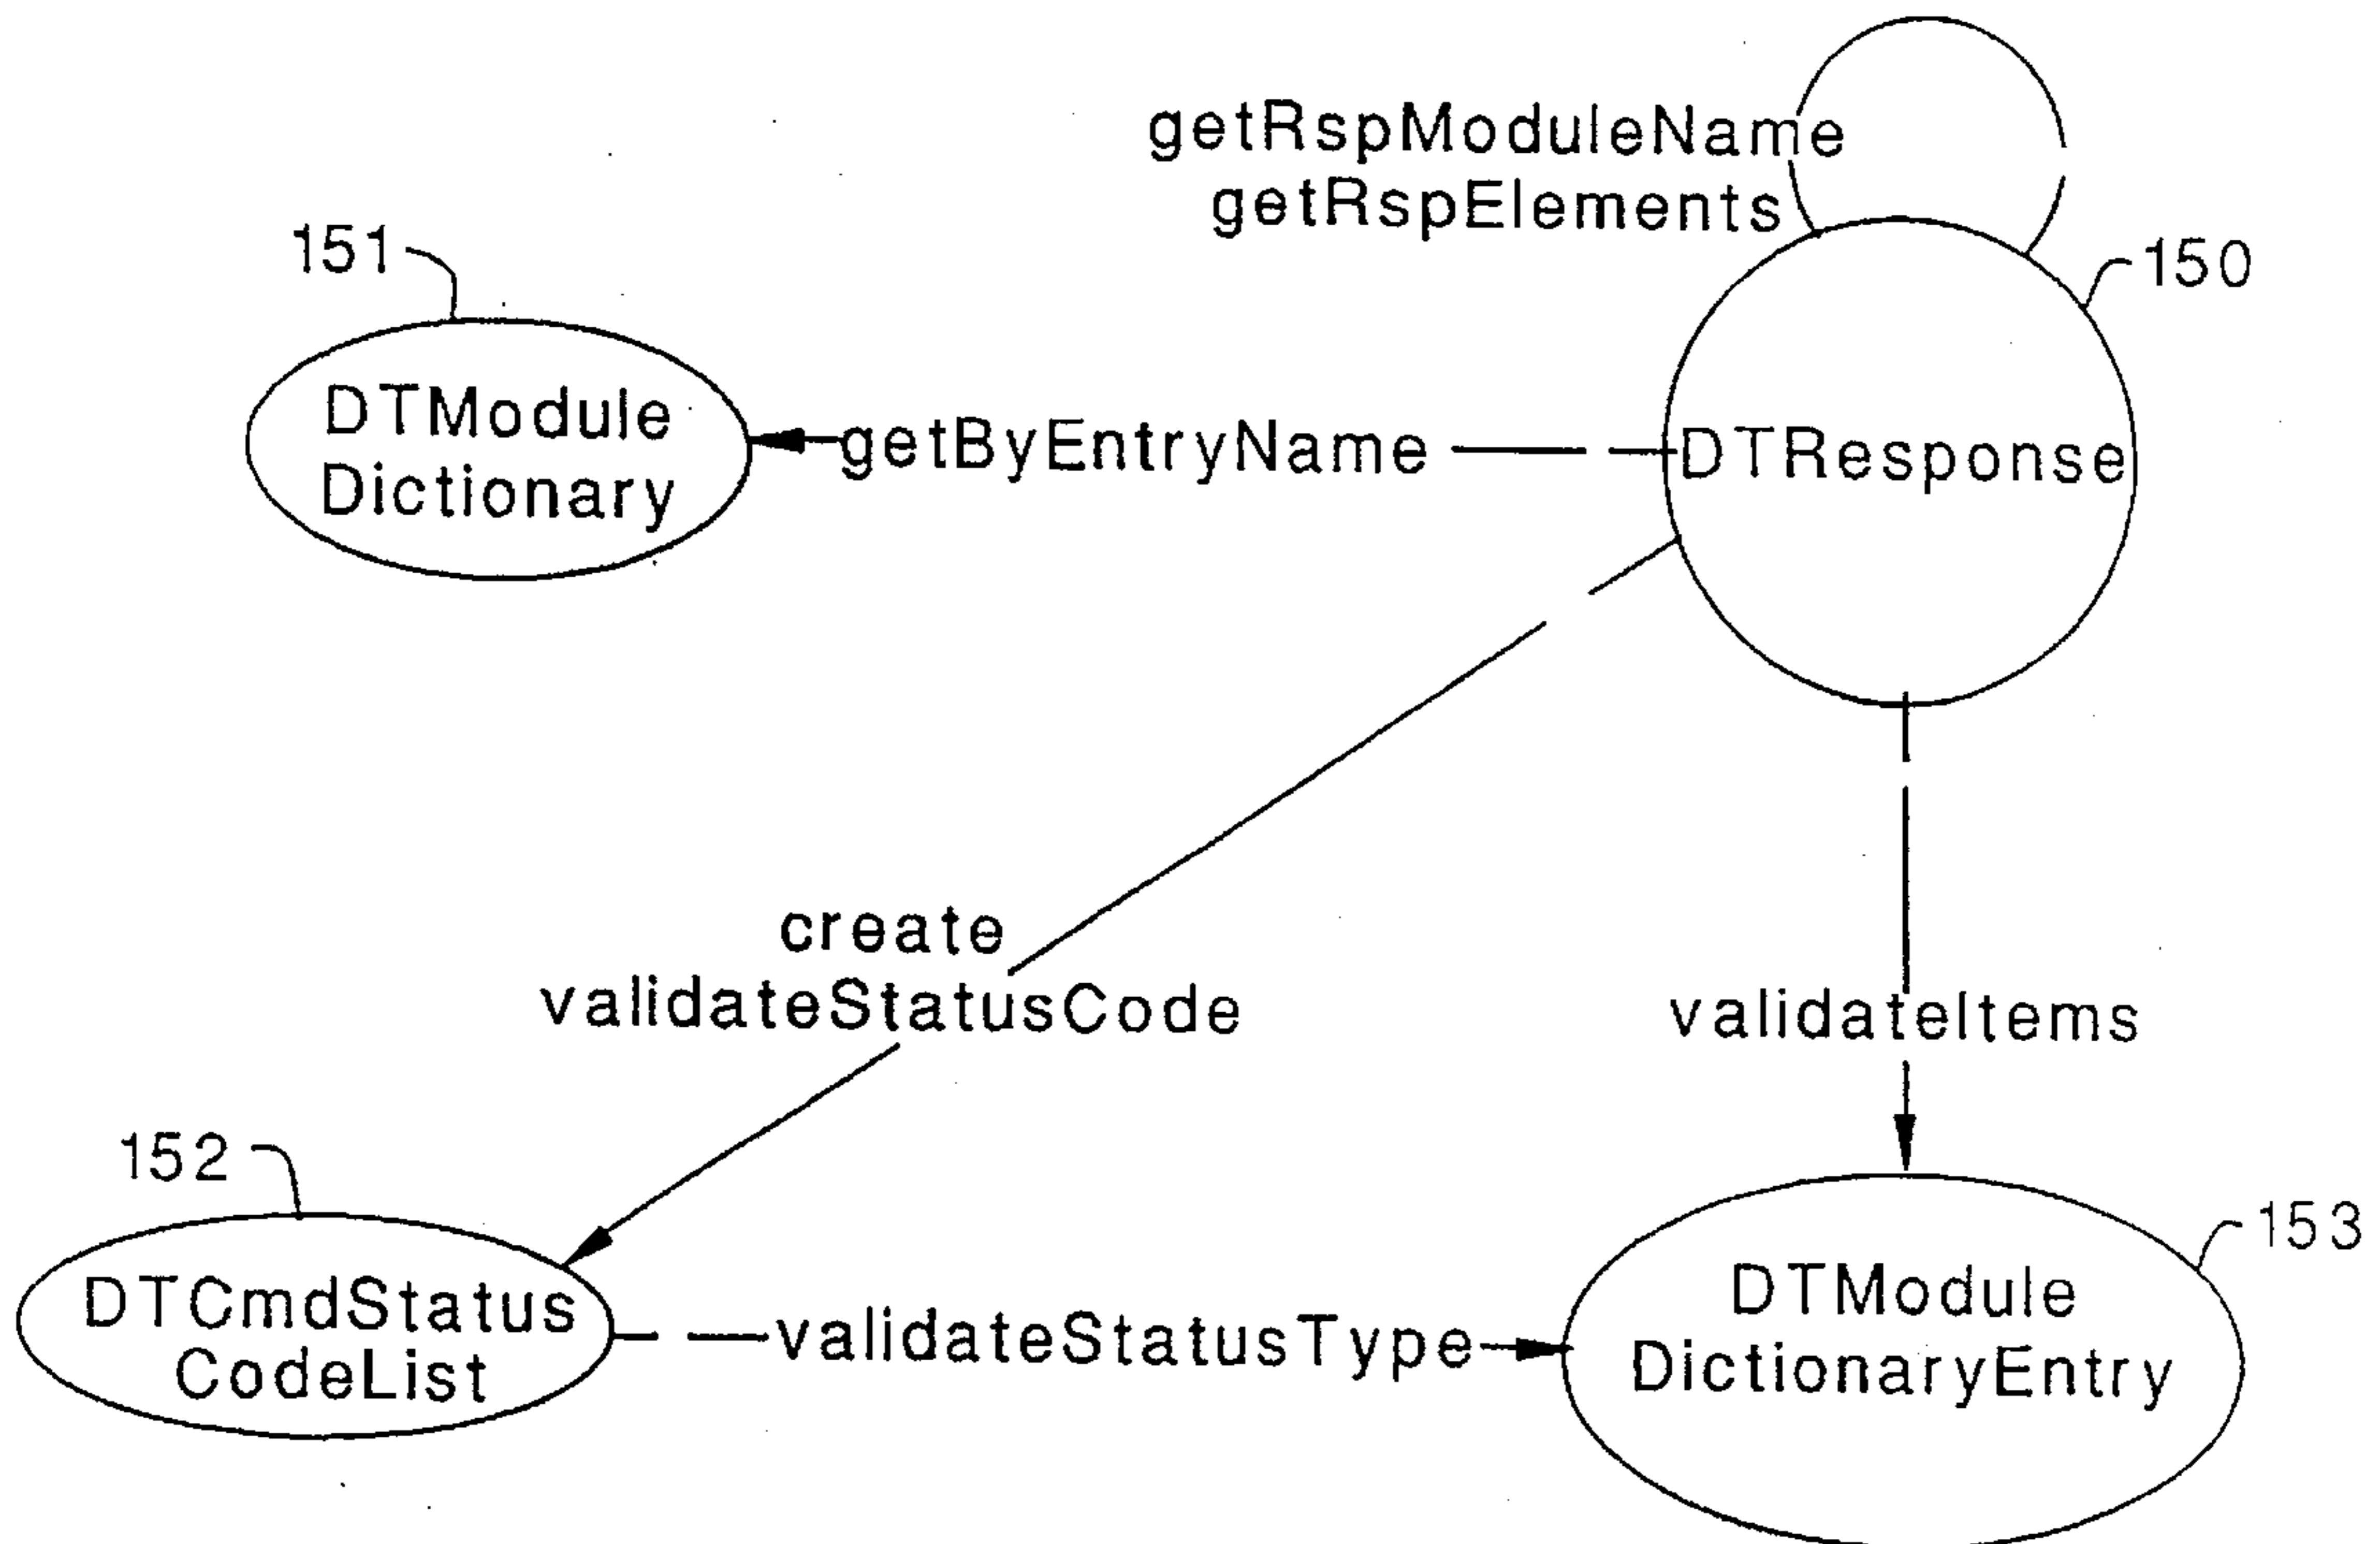 getRspModuleName
getRspElements
151
150
DTModule
Dictionary
getByEntryName
DTResponse
create
validateStatusCode
validateItems
152
153
DTCmdStatus
CodeList
validateStatusType
DTModule
DictionaryEntry